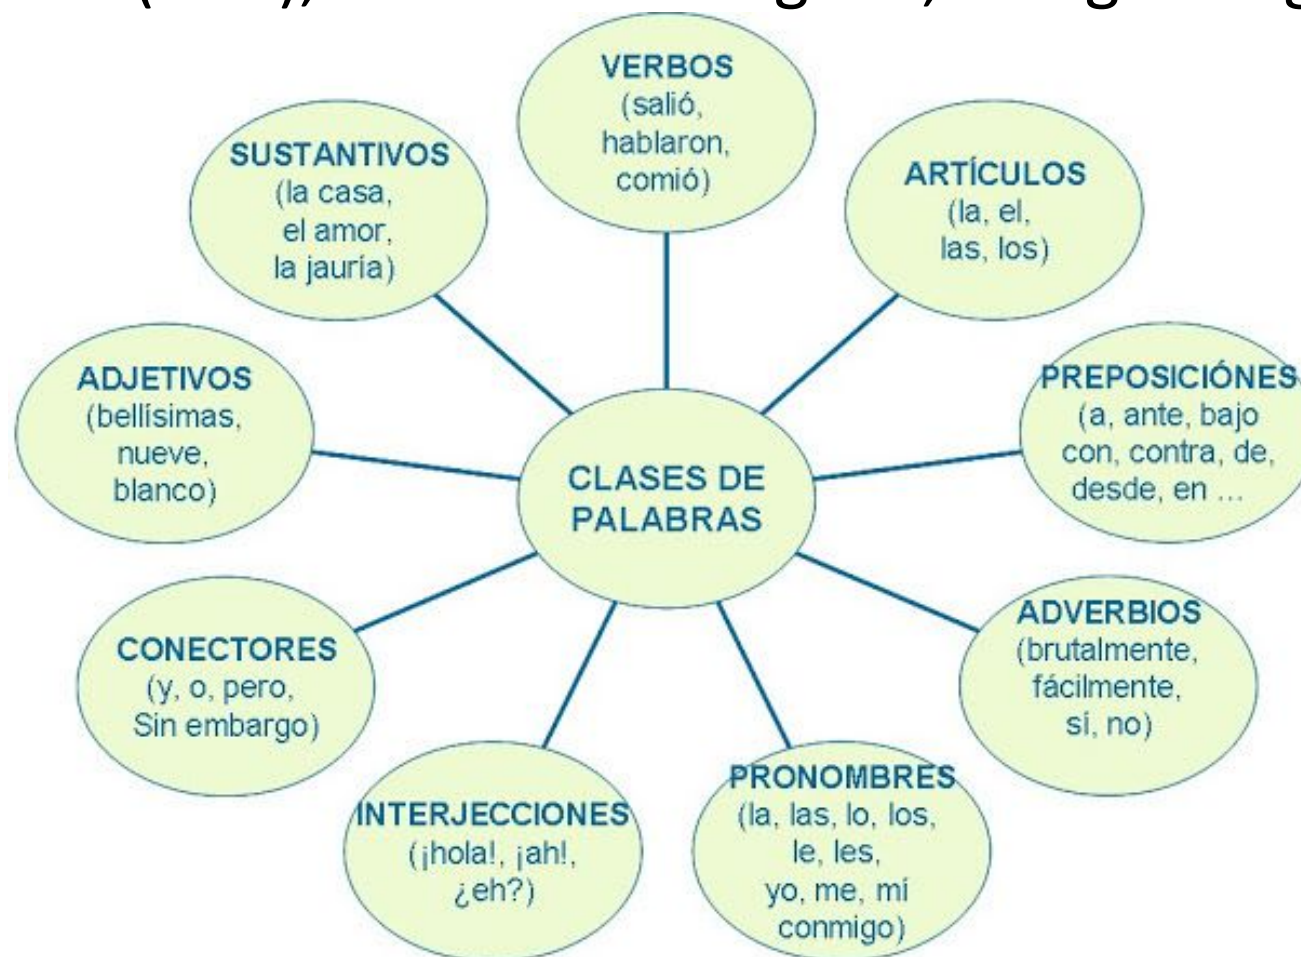 VERBOS
(salió,
hablaron,
comió)
SUSTANTIVOS
(la casa,
el amor,
la jauría)
ARTÍCULOS
(la, el,
las, los)
ADJETIVOS
(bellísimas,
nueve,
blanco)
PREPOSICIÓNES
(a, ante, bajo
con, contra, de,
desde, en ...
CLASES DE
PALABRAS
CONECTORES
(y, o, pero,
Sin embargo)
ADVERBIOS
(brutalmente,
fácilmente,
sí, no)
INTERJECCIONES
(¡hola!, ¡ah!,
¿eh?)
PRONOMBRES
(la, las, lo, los,
le, les,
yo, me, mí
conmigo)